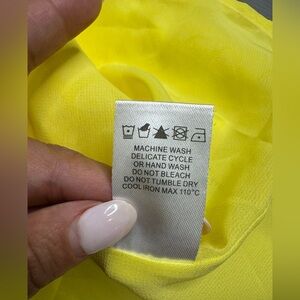 MACHINE WASH
DELICATE CYCLE
OR HAND WASH
DO NOT BLEACH
DO NOT TUMBLE DRY
COOL IRON MAX 110°C